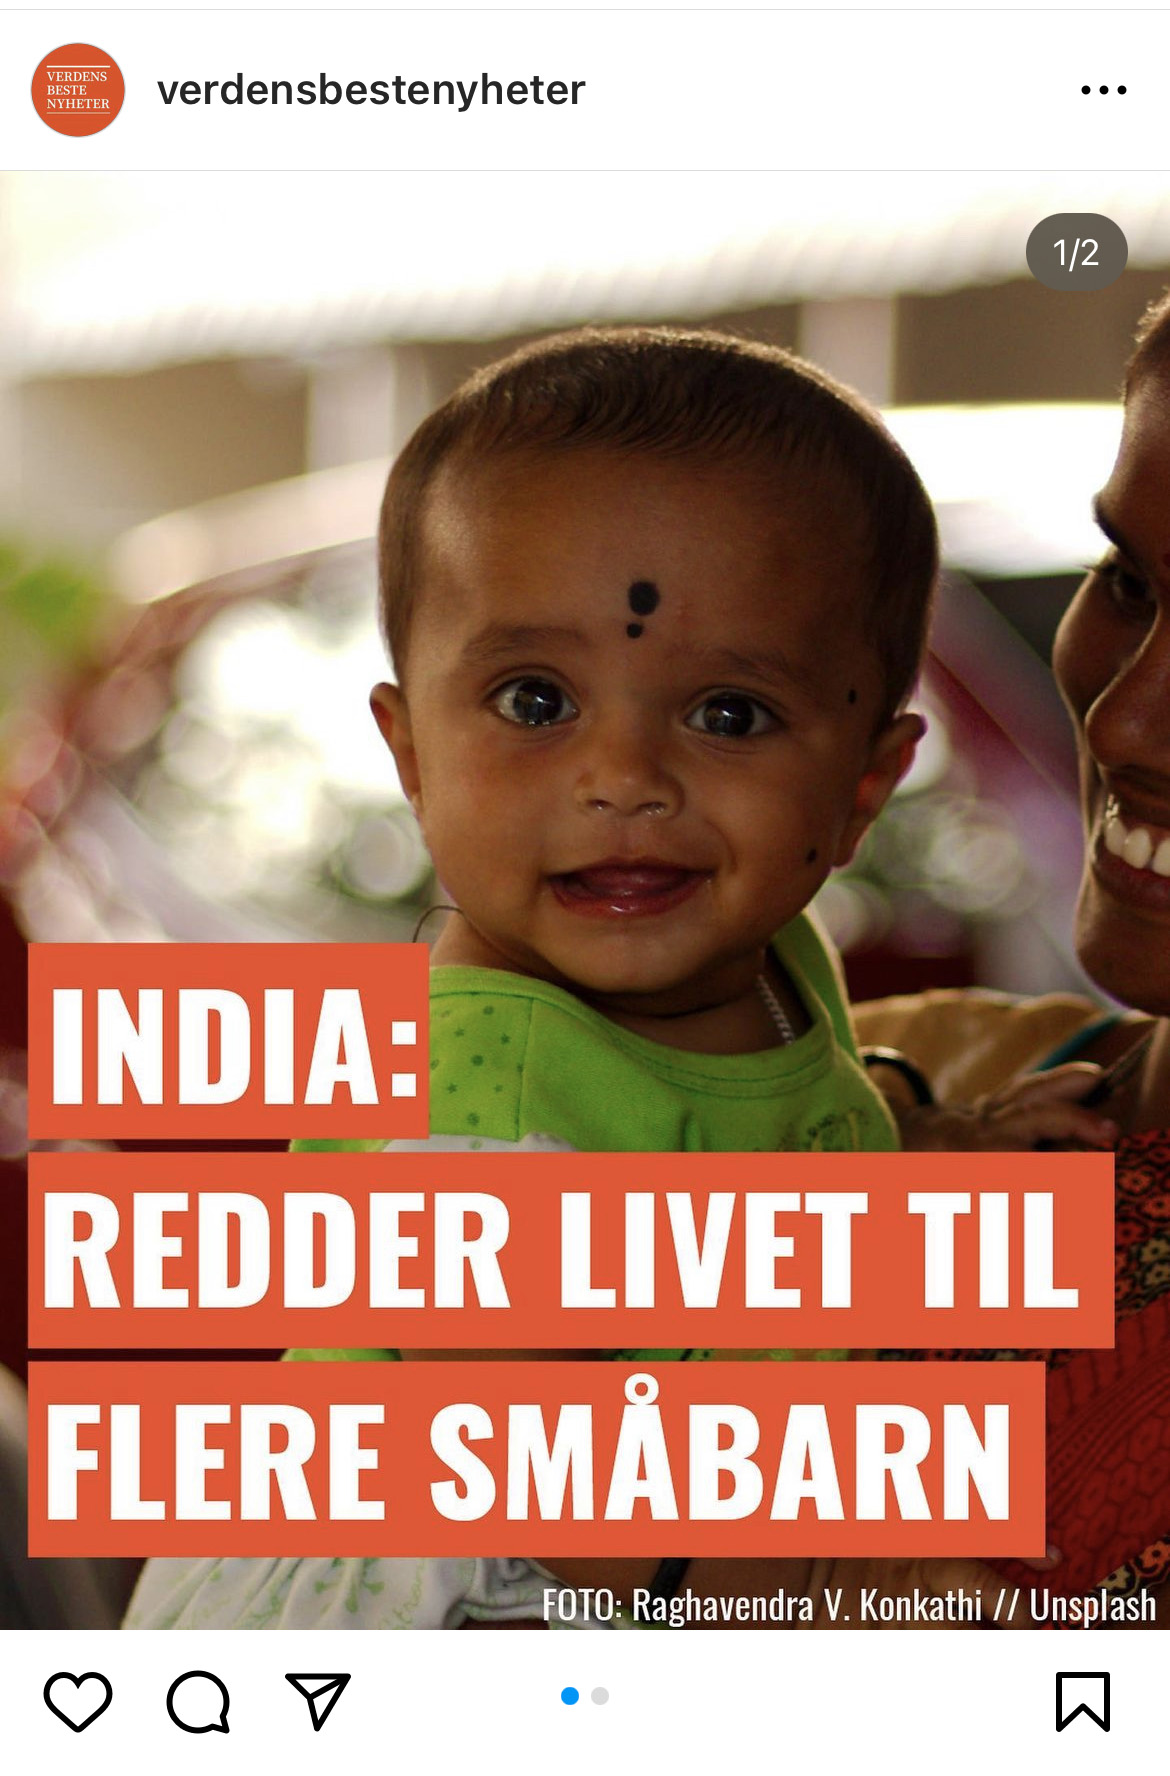 VERDENS
BESTE
NYHETER
verdensbestenyheter
1/2
INDIA:
REDDER LIVET TIL
FLERE SMÅBARN
FOTO: Raghavendra V. Konkathi // Unsplash